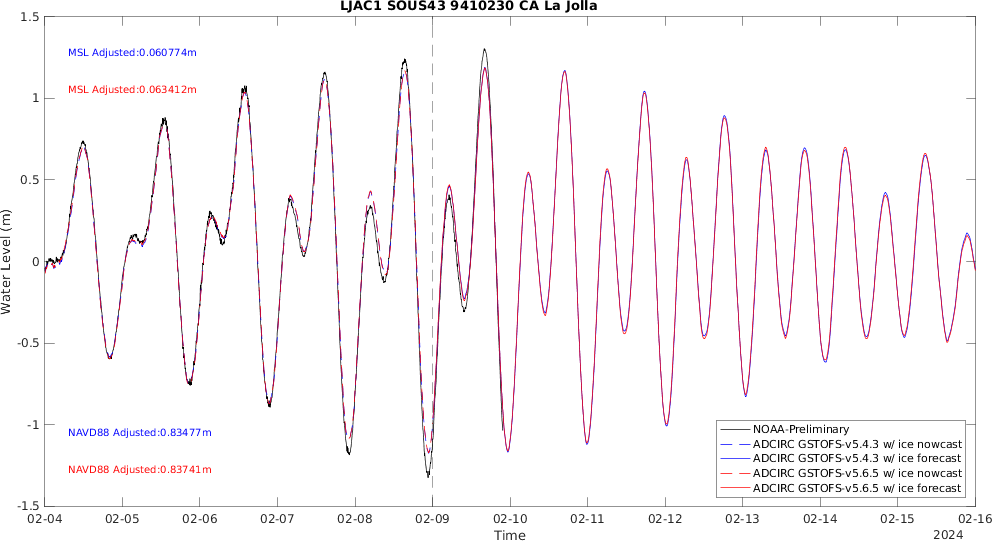 LJAC1 SOUS43 9410230 CA La Jolla
1.5
1
0.5
0
-0.5
-1
-1.5
Water Level (m)
MSL Adjusted:0.060774m
MSL Adjusted:0.063412m
NAVD88 Adjusted:0.83477m
NAVD88 Adjusted:0.83741m
NOAA-Preliminary
ADCIRC GSTOFS-v5.4.3 w/ ice nowcast
ADCIRC GSTOFS-v5.4.3 w/ ice forecast
ADCIRC GSTOFS-v5.6.5 w/ ice nowcast
ADCIRC GSTOFS-v5.6.5 w/ ice forecast
02-04 02-05 02-06 02-07 02-08 02-09 02-10 02-11 02-12 02-13 02-14 02-15 02-16
Time
2024